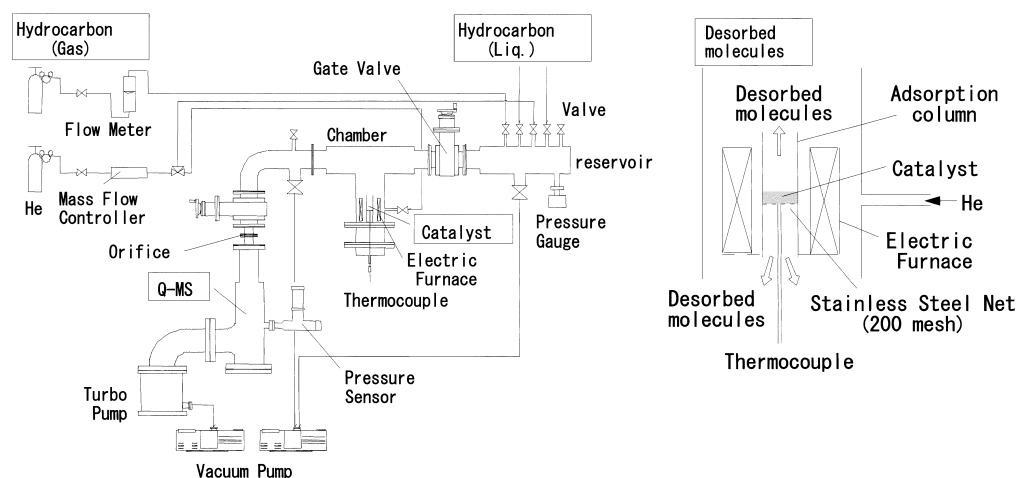 Hydrocarbon
(Gas)
Hydrocarbon
(Liq.)
Gate Valve
Valve
Flow Meter
Chamber
reservoir
He
Mass Flow
Controller
Catalyst
Pressure
Gauge
Orifice
Electric
Furnace
Thermocouple
Q-MS
Pressure
Sensor
Turbo
Pump
Vacuum Pump
Desorbed
molecules
Desorbed
molecules
Adsorption
column
Catalyst
He
Electric
Furnace
Desorbed
molecules
Stainless Steel Net
(200 mesh)
Thermocouple